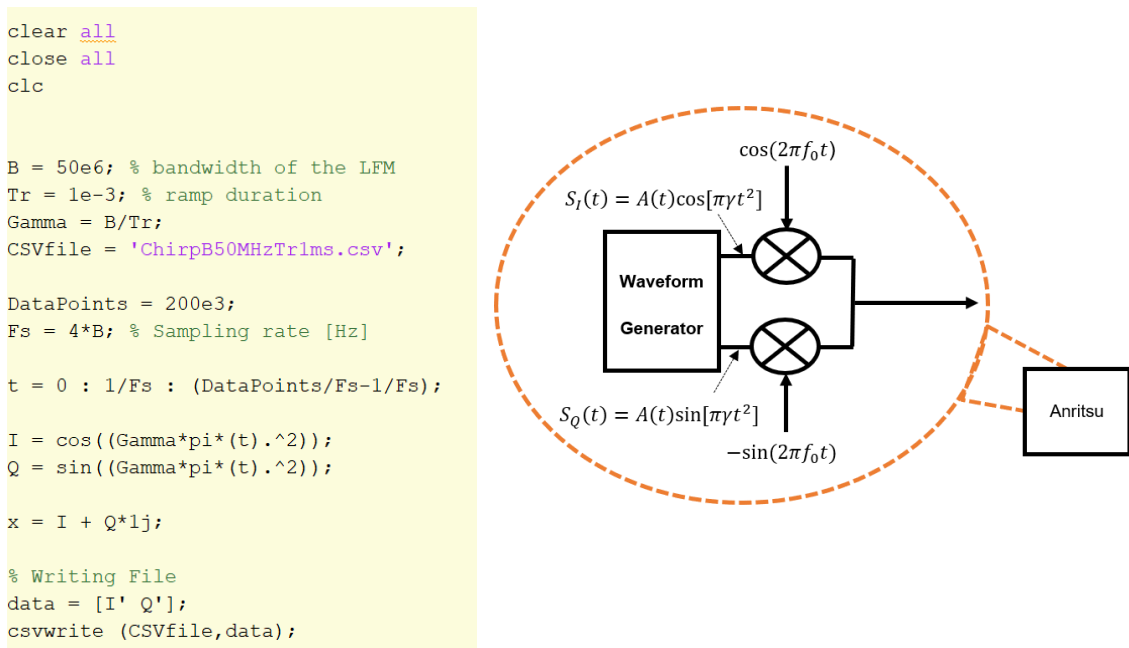 clear all
close all
clc
B = 50e6; % bandwidth of the LFM
Tr = 1e-3; % ramp duration
Gamma = B/Tr;
CSVfile = 'ChirpB50MHzTr1ms.csv';
DataPoints = 200e3;
Fs = 4*B; % Sampling rate [Hz]
t = 0 : 1/Fs : (DataPoints/Fs-1/Fs);
I = cos((Gamma*pi*(t).^2));
Q = sin((Gamma*pi*(t).^2));
x = I + Q*1j;
% Writing File
data = [I' Q'];
csvwrite (CSVfile,data);
cos(2πf₀t)
S_I(t) = A(t)cos[πγt²]
Waveform
Generator
S_Q(t) = A(t)sin[πγt²]
−sin(2πf₀t)
Anritsu